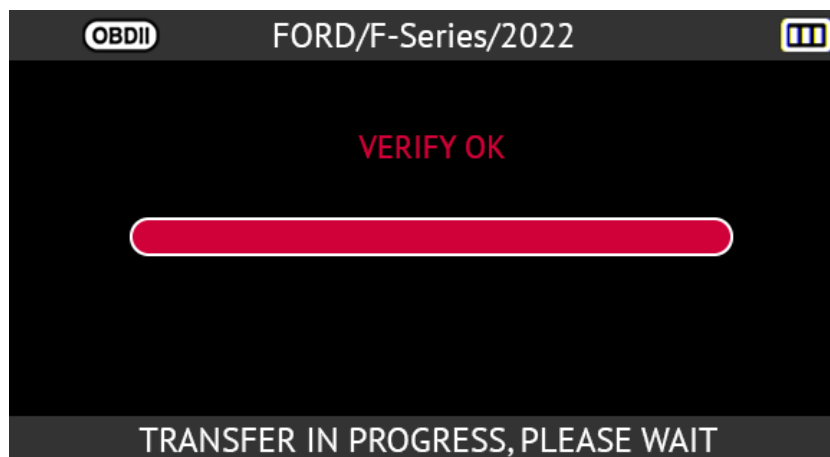 OBDII FORD/F-Series/2022
VERIFY OK
TRANSFER IN PROGRESS, PLEASE WAIT